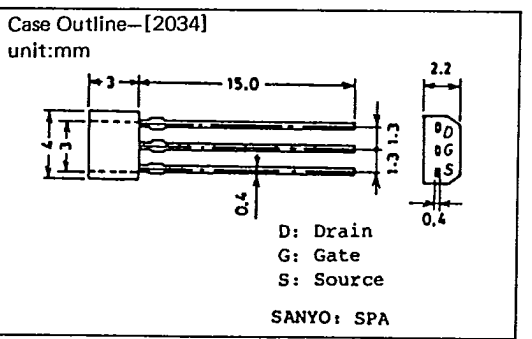 Case Outline—[2034]
unit:mm
3
15.0
2.2
4
3
1.3
1.3
D
G
S
0.4
0.4
D: Drain
G: Gate
S: Source
SANYO: SPA